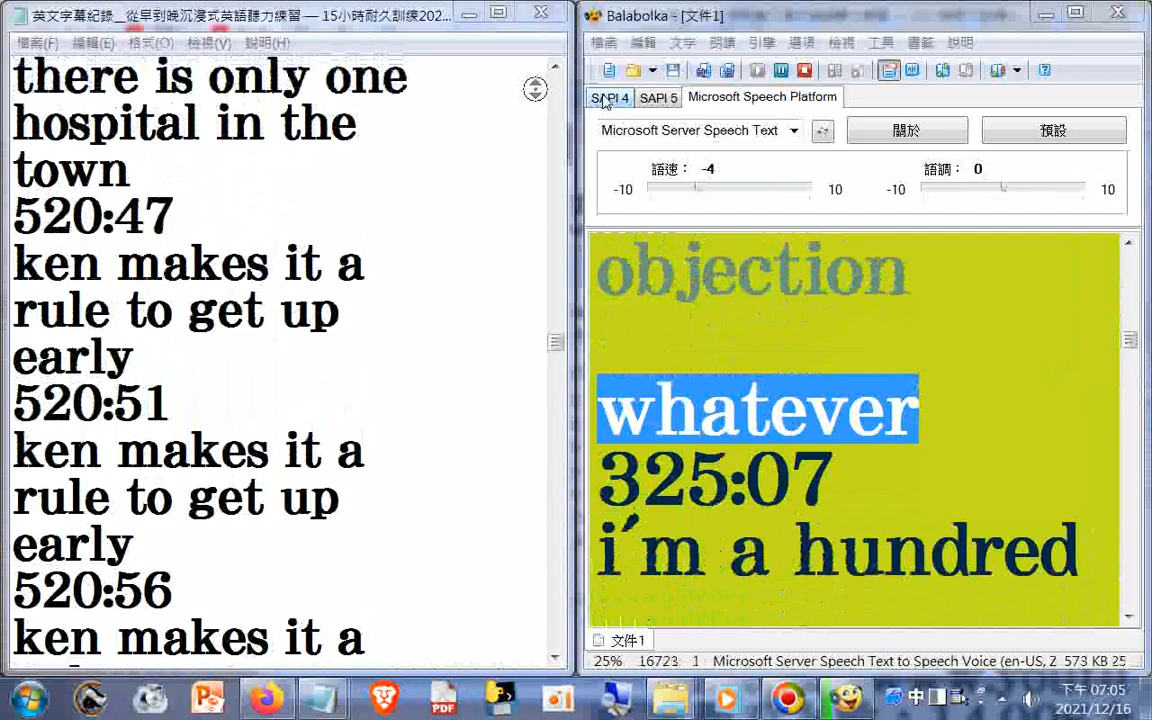 英文字幕紀錄__從早到晚沉浸式英語聽力練習 — 15小時耐久訓練202...
檔案(F) 編輯(E) 格式(O) 檢視(V) 說明(H)
there is only one
hospital in the
town
520:47
ken makes it a
rule to get up
early
520:51
ken makes it a
rule to get up
early
520:56
ken makes it a
Balabolka - [文件1]
檔案 編輯 文字 朗讀 引擎 選項 檢視 工具 書籤 說明
SAPI 4 SAPI 5 Microsoft Speech Platform
Microsoft Server Speech Text 關於 預設
語速： -4 語調： 0
-10 10 -10 10
objection
whatever
325:07
i'm a hundred
文件1
25% 16723 1 Microsoft Server Speech Text to Speech Voice (en-US, Z 573 KB 25
中 下午 07:05
2021/12/16